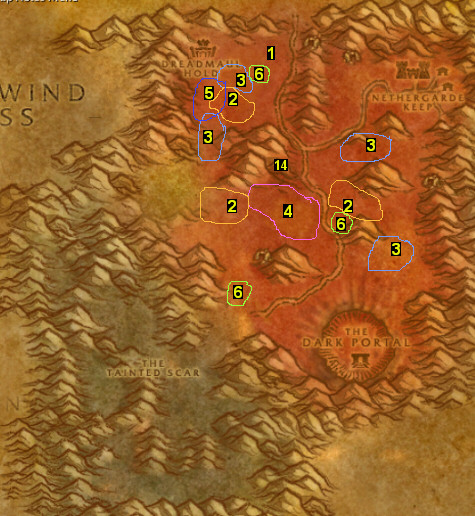 1
DREADMAUL
HOLD
3
6
5
2
WIND
SS
NETHERGARDE
KEEP
3
3
14
2
2
4
6
3
6
THE
DARK PORTAL
THE
TAINTED SCAR
N